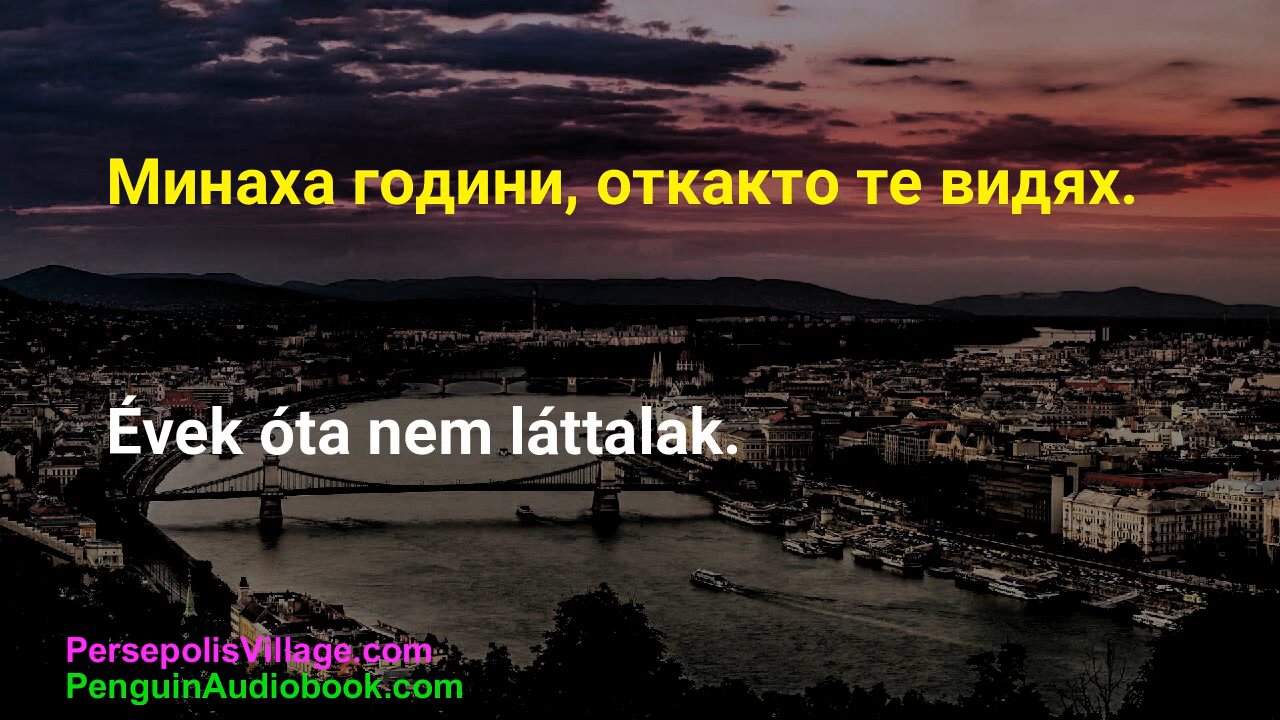 Минаха години, откакто те видях.
Évek óta nem láttalak.
PersepolisVillage.com
PenguinAudiobook.com